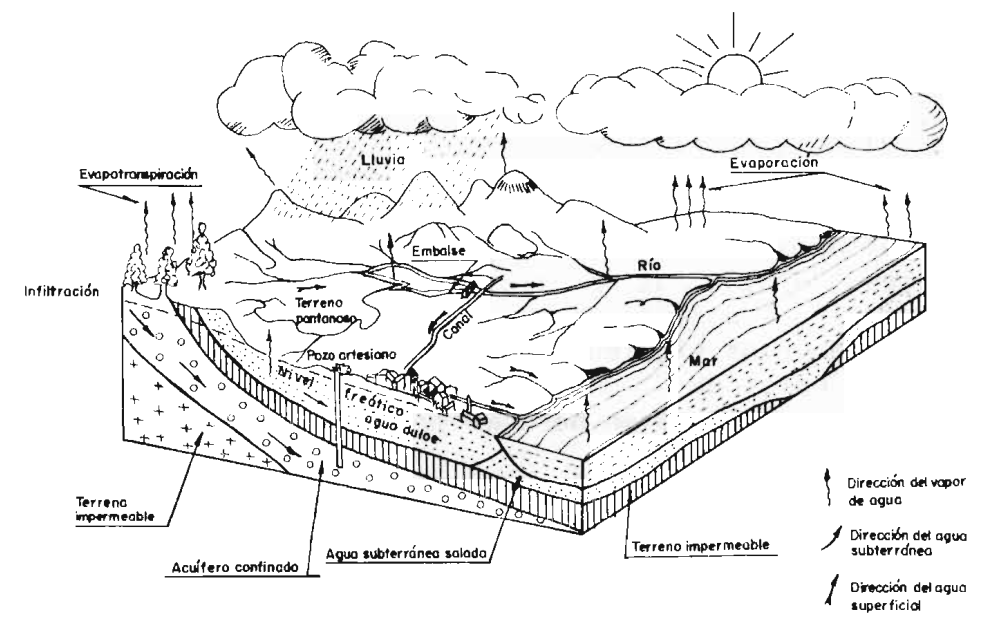 Lluvia
Evaporación
Evapotranspiración
Embalse
Río
Infiltración
Terreno
pantanoso
Canal
Pozo artesiano
Mar
Nivel
freático
agua dulce
Terreno
impermeable
Acuífero confinado
Agua subterránea salada
Terreno impermeable
Dirección del vapor
de agua
Dirección del agua
subterránea
Dirección del agua
superficial